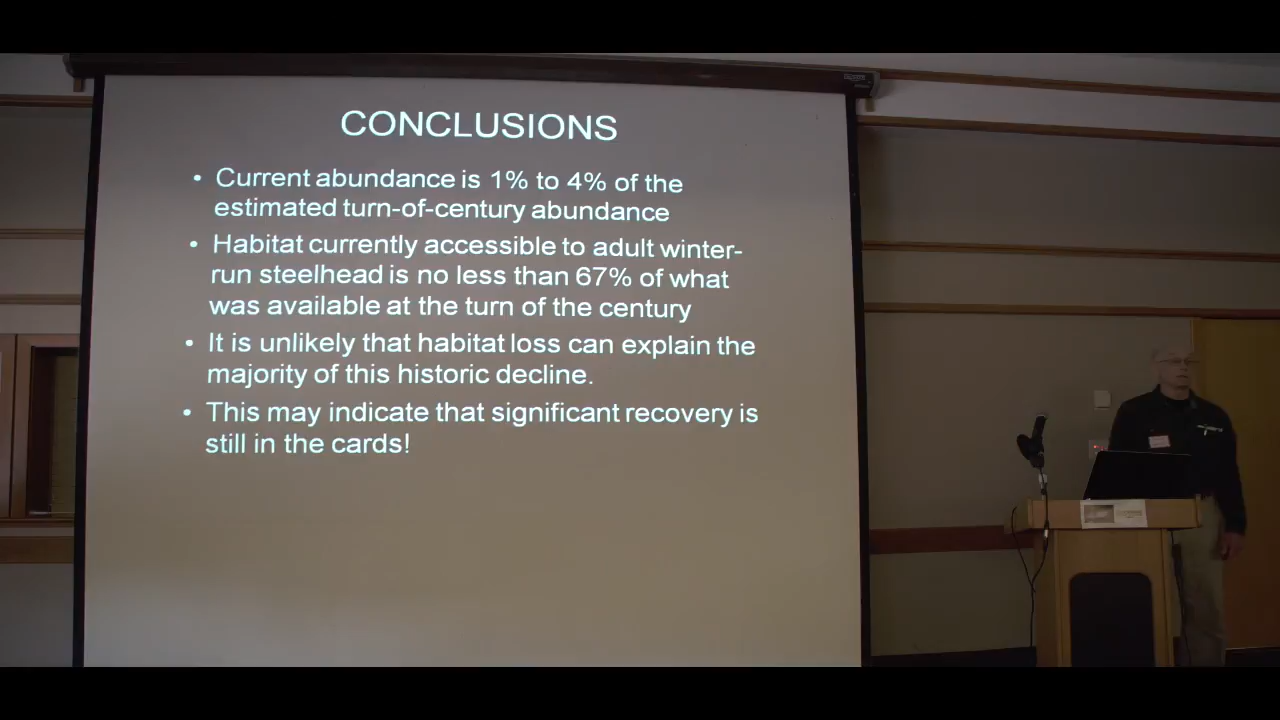 CONCLUSIONS
• Current abundance is 1% to 4% of the
estimated turn-of-century abundance
• Habitat currently accessible to adult winter-
run steelhead is no less than 67% of what
was available at the turn of the century
• It is unlikely that habitat loss can explain the
majority of this historic decline.
• This may indicate that significant recovery is
still in the cards!